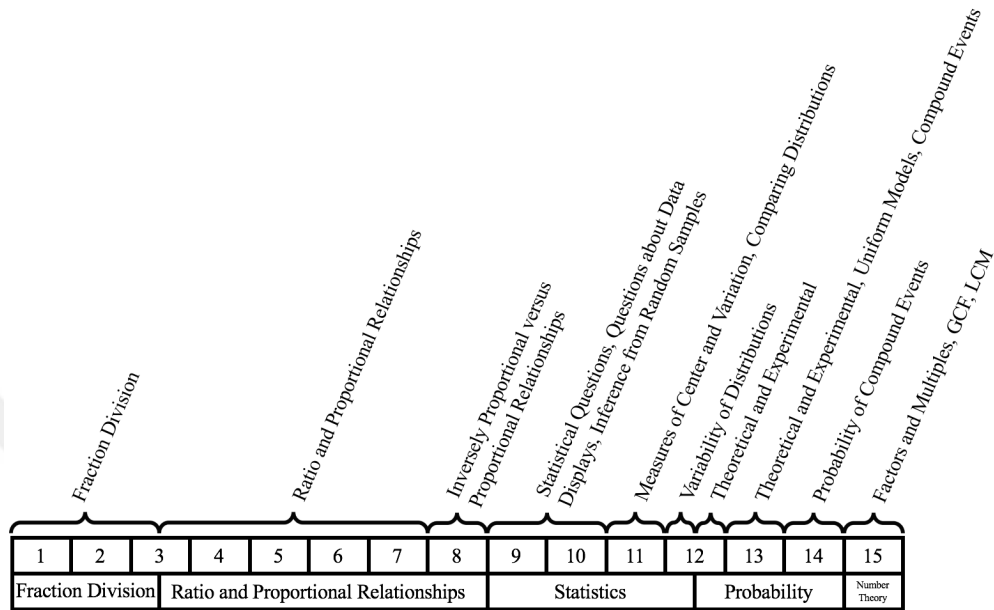 Fraction Division
Ratio and Proportional Relationships
Inversely Proportional versus
Proportional Relationships
Statistical Questions, Questions about Data
Displays, Inference from Random Samples
Measures of Center and Variation, Comparing Distributions
Variability of Distributions
Theoretical and Experimental
Theoretical and Experimental, Uniform Models, Compound Events
Probability of Compound Events
Factors and Multiples, GCF, LCM
1 2 3 4 5 6 7 8 9 10 11 12 13 14 15
Fraction Division Ratio and Proportional Relationships Statistics Probability Number
Theory